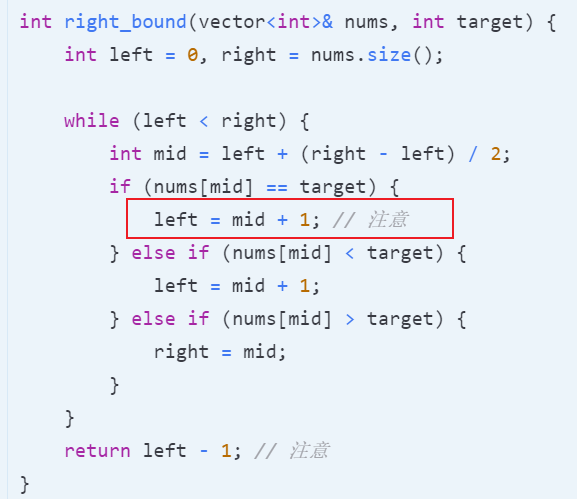 int right_bound(vector<int>& nums, int target) {
    int left = 0, right = nums.size();

    while (left < right) {
        int mid = left + (right - left) / 2;
        if (nums[mid] == target) {
            left = mid + 1; // 注意
        } else if (nums[mid] < target) {
            left = mid + 1;
        } else if (nums[mid] > target) {
            right = mid;
        }
    }
    return left - 1; // 注意
}